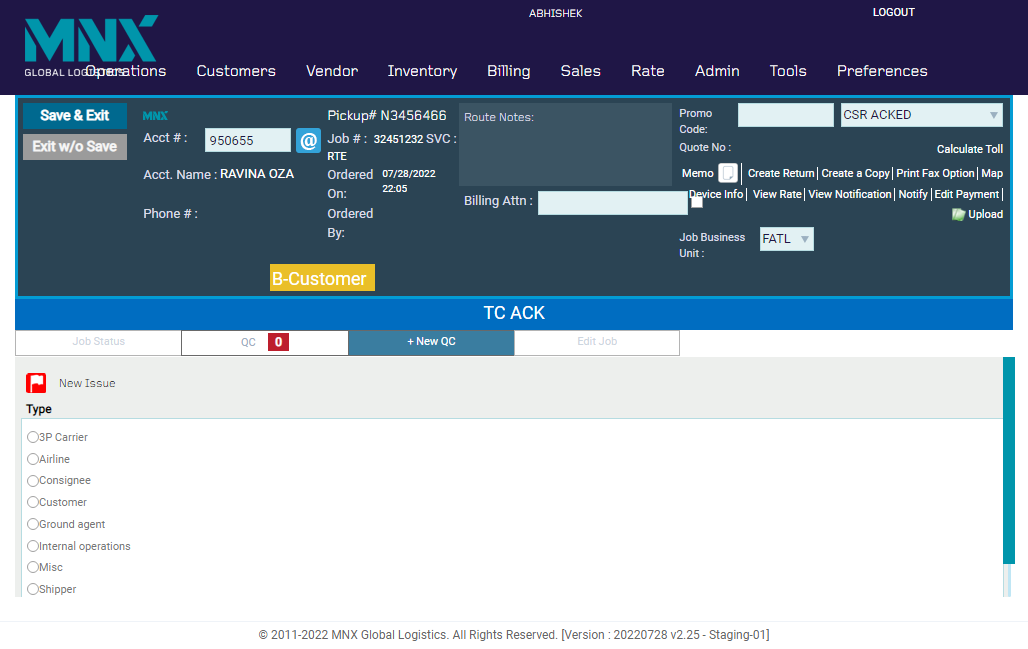 ABHISHEK
LOGOUT
MNX
GLOBAL LOGISTICS
Operations Customers Vendor Inventory Billing Sales Rate Admin Tools Preferences
Save & Exit
Exit w/o Save
MNX
Acct # : 950655 @
Acct. Name : RAVINA OZA
Phone # :
Pickup# N3456466
Job # : 32451232 SVC :
RTE
Ordered On: 07/28/2022 22:05
Ordered By:
B-Customer
Route Notes:
Billing Attn :
Promo Code: CSR ACKED
Quote No : Calculate Toll
Memo | Create Return | Create a Copy | Print Fax Option | Map
Device Info | View Rate | View Notification | Notify | Edit Payment |
Upload
Job Business Unit : FATL
TC ACK
Job Status QC 0 + New QC Edit Job
New Issue
Type
3P Carrier
Airline
Consignee
Customer
Ground agent
Internal operations
Misc
Shipper
© 2011-2022 MNX Global Logistics. All Rights Reserved. [Version : 20220728 v2.25 - Staging-01]